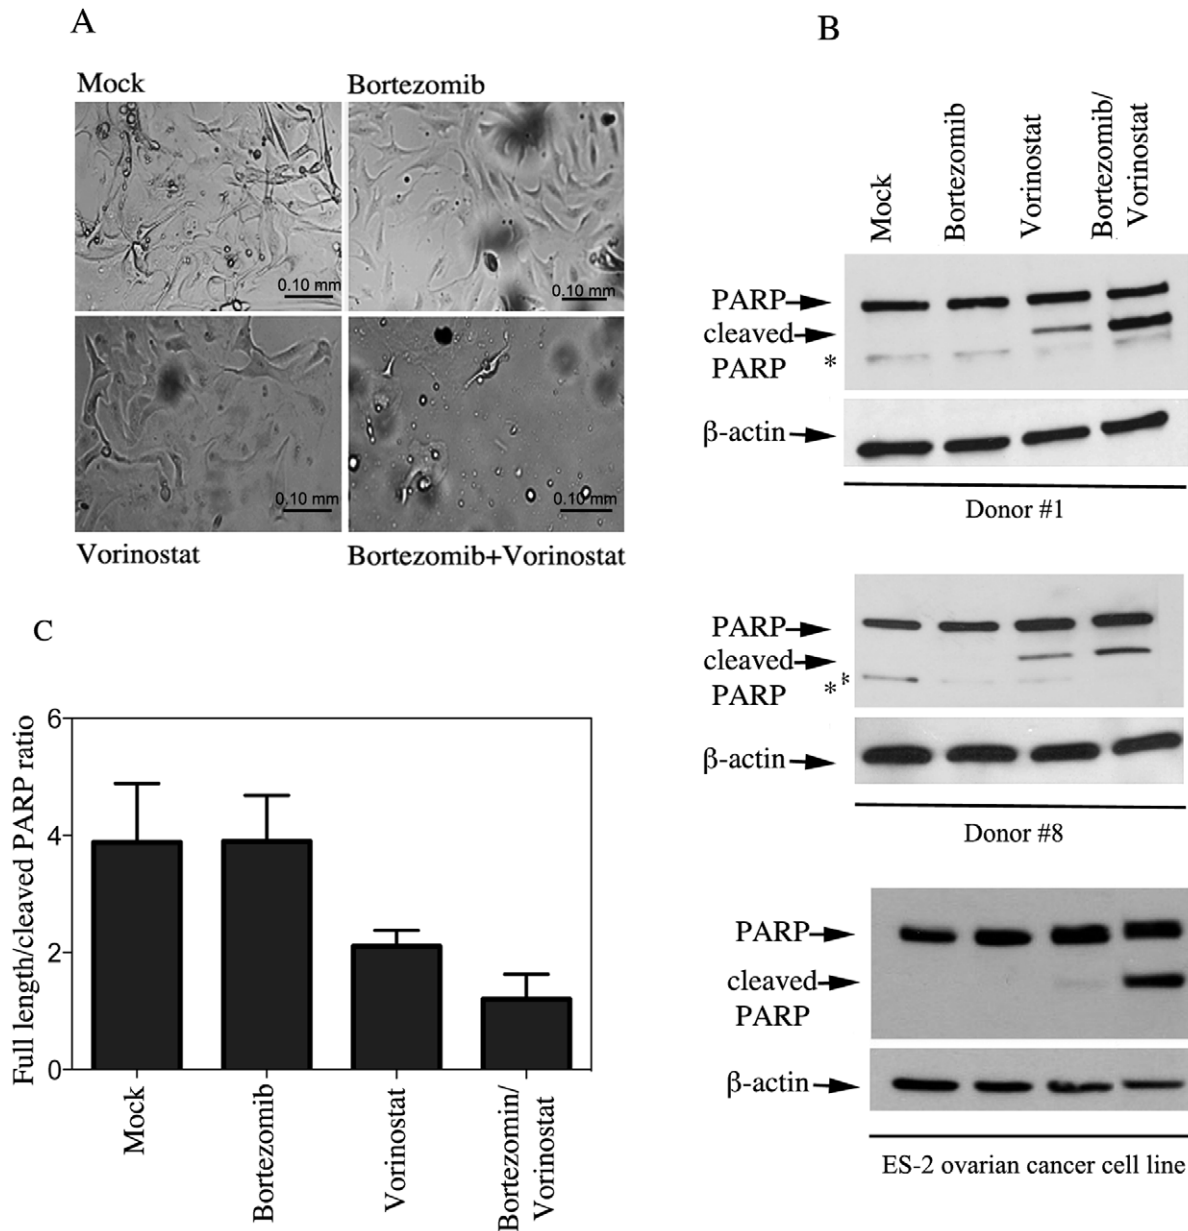 A
Mock
Bortezomib
0.10 mm
0.10 mm
0.10 mm
0.10 mm
Vorinostat
Bortezomib+Vorinostat
B
Mock
Bortezomib
Vorinostat
Bortezomib/
Vorinostat
PARP
cleaved
PARP
*
β-actin
Donor #1
PARP
cleaved
PARP
**
β-actin
Donor #8
PARP
cleaved
PARP
β-actin
ES-2 ovarian cancer cell line
C
Full length/cleaved PARP ratio
6
4
2
0
Mock
Bortezomib
Vorinostat
Bortezomin/
Vorinostat